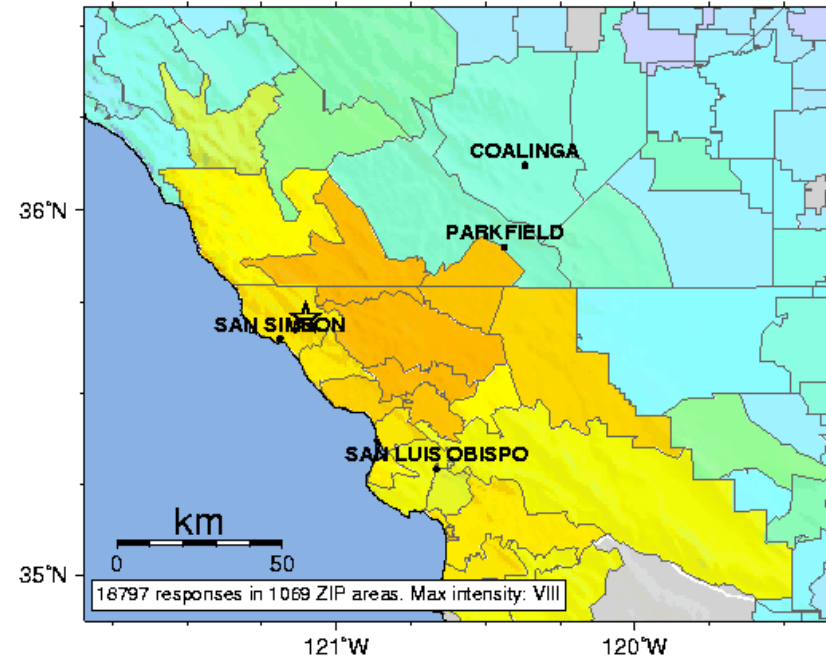 COALINGA
36°N
PARKFIELD
SAN SIMEON
SAN LUIS OBISPO
km
0 50
35°N
16797 responses in 1069 ZIP areas. Max intensity: VIII
121°W 120°W